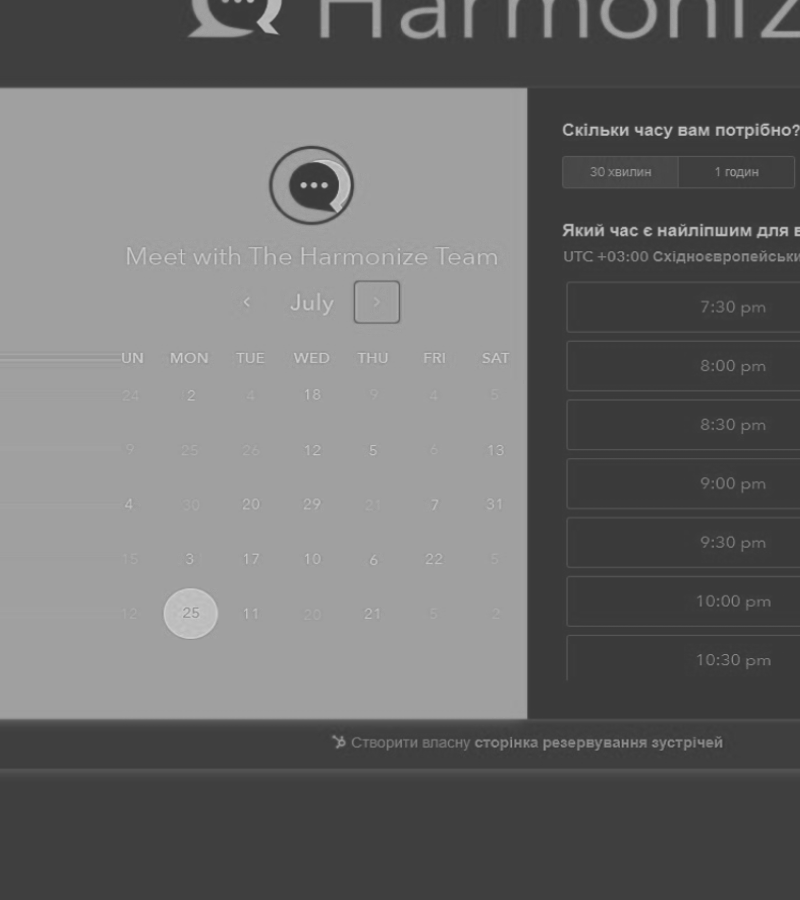 Harmoniz
Meet with The Harmonize Team
July
UN MON TUE WED THU FRI SAT
24 2 4 18 9 4 5
9 25 26 12 5 6 13
4 30 20 29 21 7 31
15 3 17 10 6 22 5
12 25 11 20 21 5 2
Скільки часу вам потрібно?
30 хвилин 1 годин
Який час є найліпшим для в
UTC +03:00 Східноєвропейськи
7:30 pm
8:00 pm
8:30 pm
9:00 pm
9:30 pm
10:00 pm
10:30 pm
Створити власну сторінка резервування зустрічей